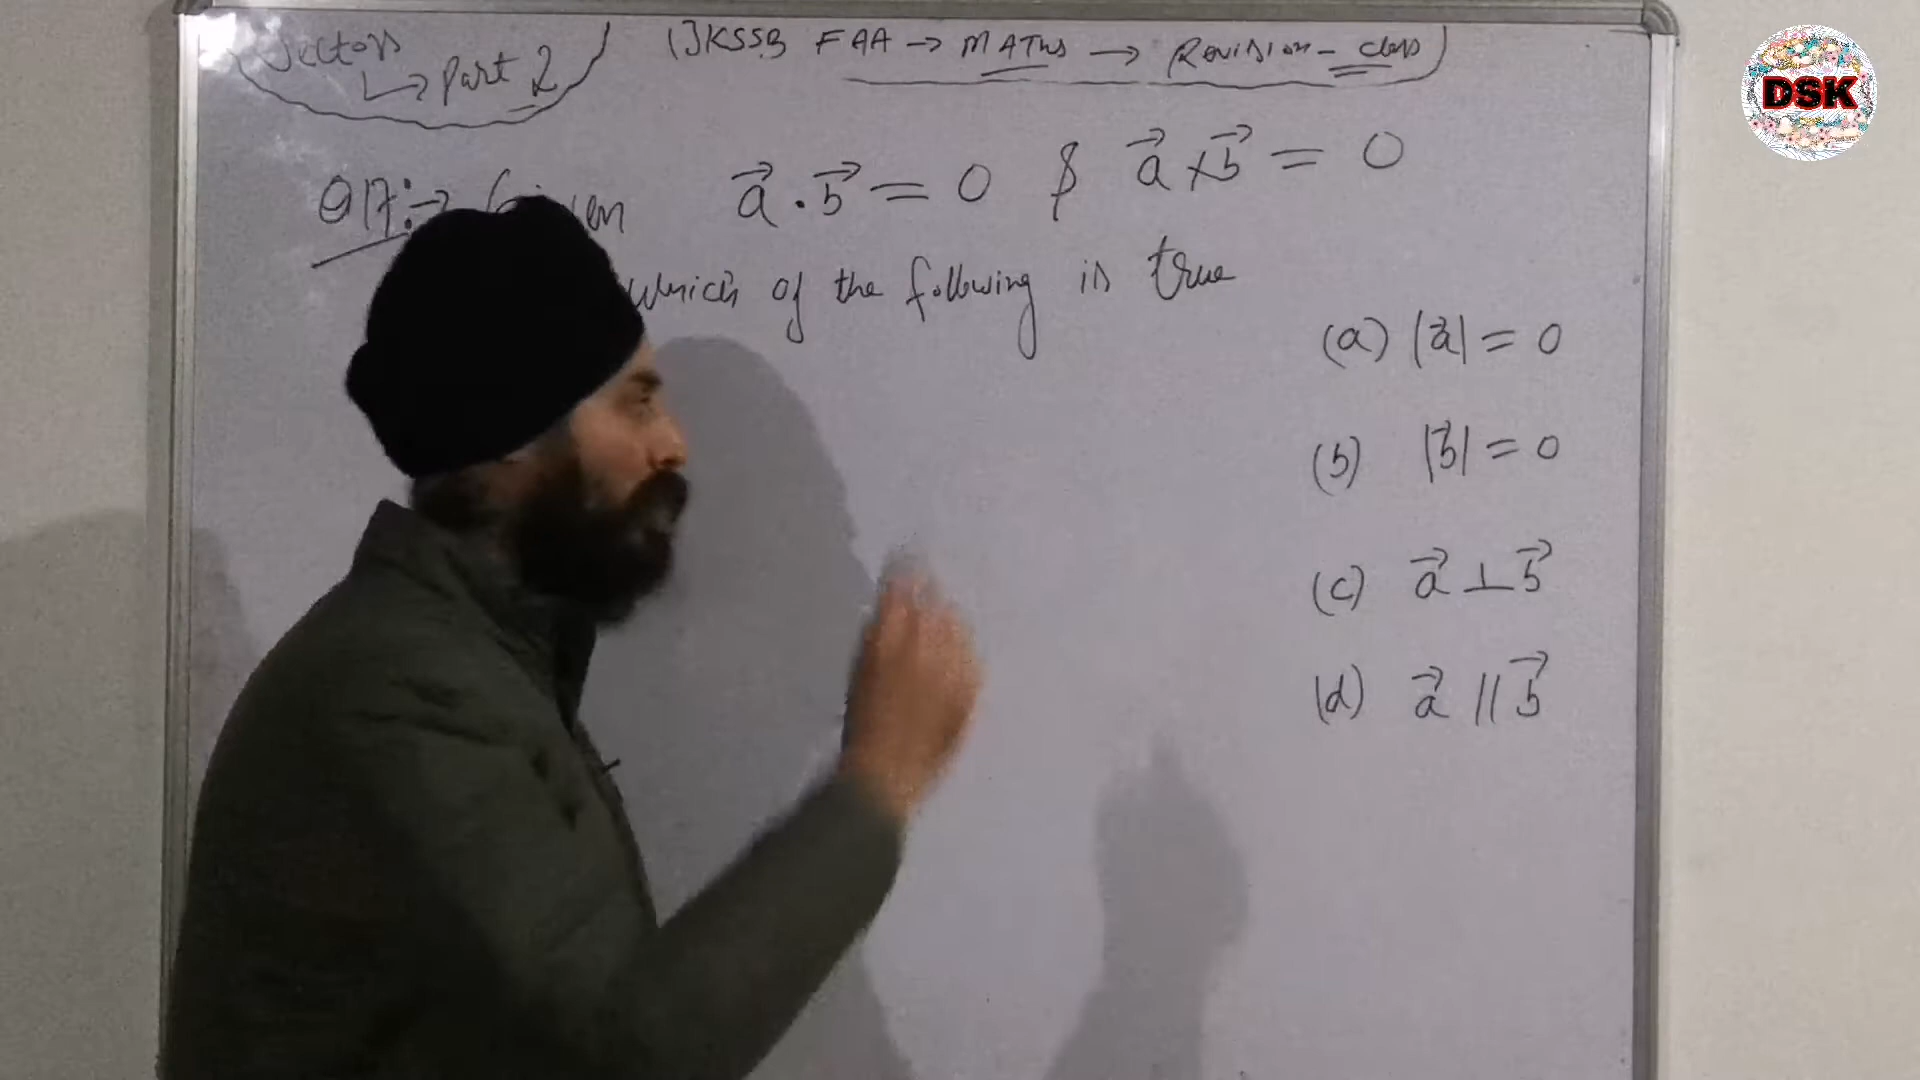 Vectors
→ Part 2
JKSSB FAA → MATHS → Revision - class
DSK
Q17:→ Given a⃗ . b⃗ = 0 & a⃗ × b⃗ = 0
which of the following is true
(a) |a⃗| = 0
(b) |b⃗| = 0
(c) a⃗ ⊥ b⃗
(d) a⃗ || b⃗